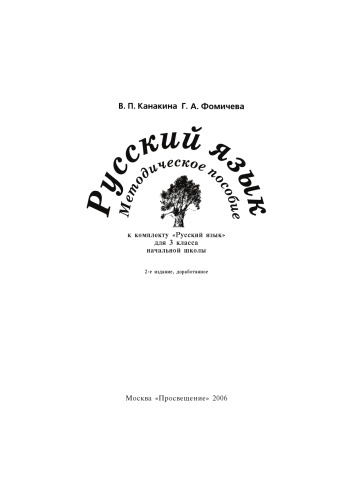 В. П. Канакина Г. А. Фомичева
Русский язык
Методическое пособие
к комплекту «Русский язык»
для 3 класса
начальной школы
2-е издание, доработанное
Москва «Просвещение» 2006